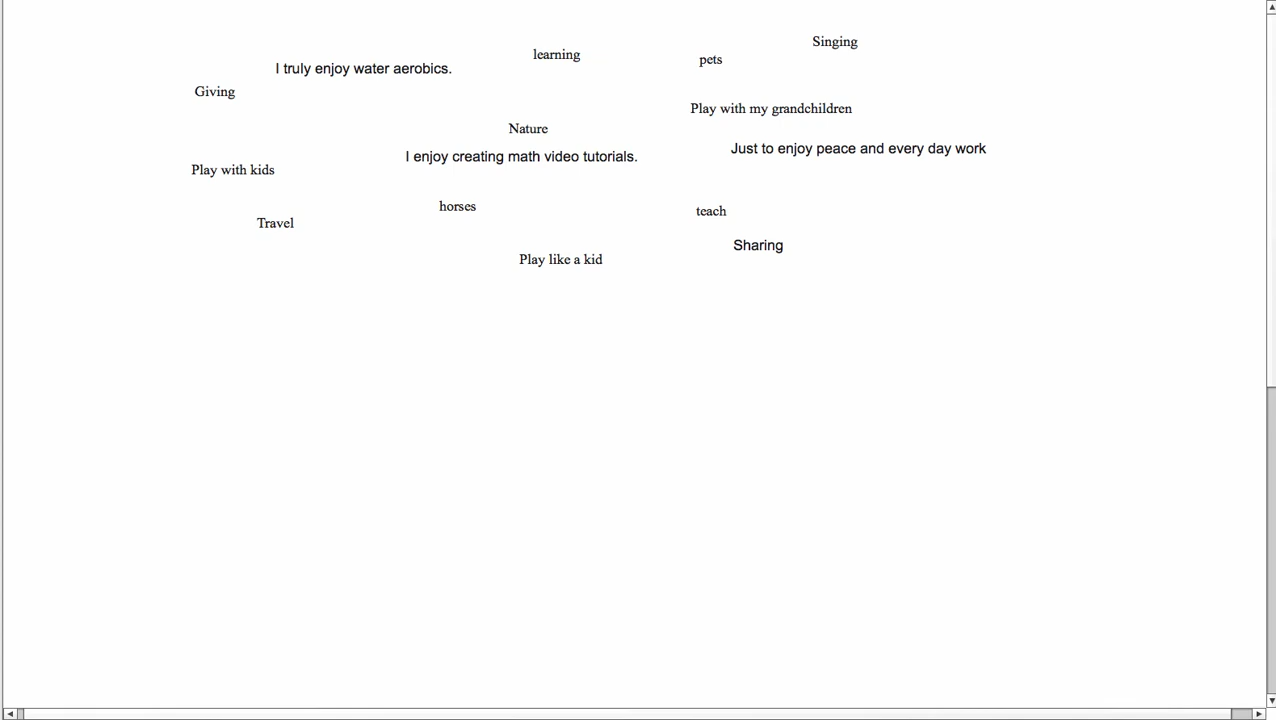 Singing
learning
pets
I truly enjoy water aerobics.
Giving
Play with my grandchildren
Nature
Just to enjoy peace and every day work
I enjoy creating math video tutorials.
Play with kids
horses
teach
Travel
Sharing
Play like a kid